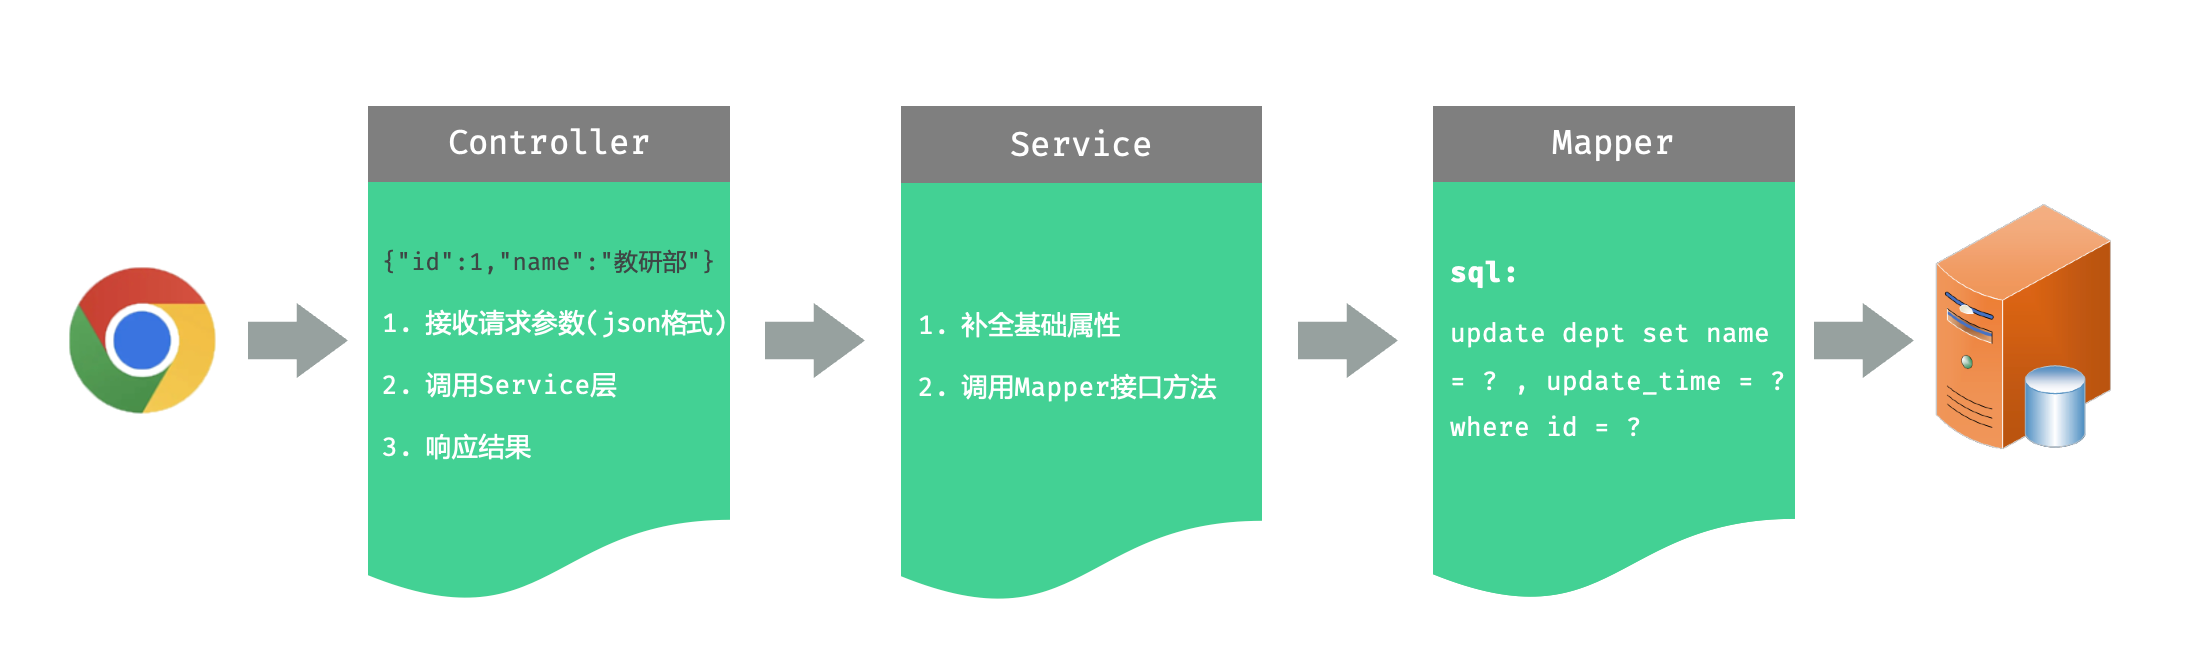 Controller
{"id":1,"name":"教研部"}
1. 接收请求参数(json格式)
2. 调用Service层
3. 响应结果
Service
1. 补全基础属性
2. 调用Mapper接口方法
Mapper
sql:
update dept set name
= ? , update_time = ?
where id = ?